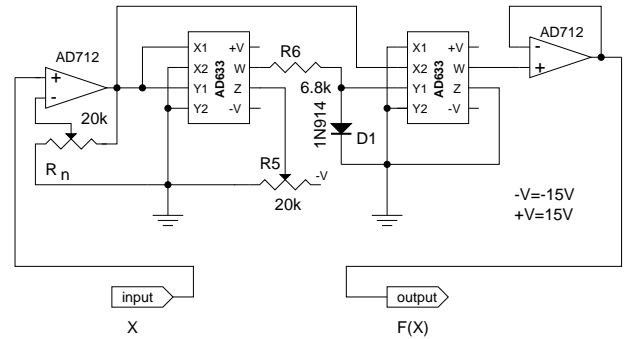 AD712
+
-
20k
R n
X1
X2
Y1
Y2
+V
W
Z
-V
AD633
R6
6.8k
1N914
D1
R5
20k
-V
X1
X2
Y1
Y2
+V
W
Z
-V
AD633
AD712
-
+
-V=-15V
+V=15V
input
X
output
F(X)